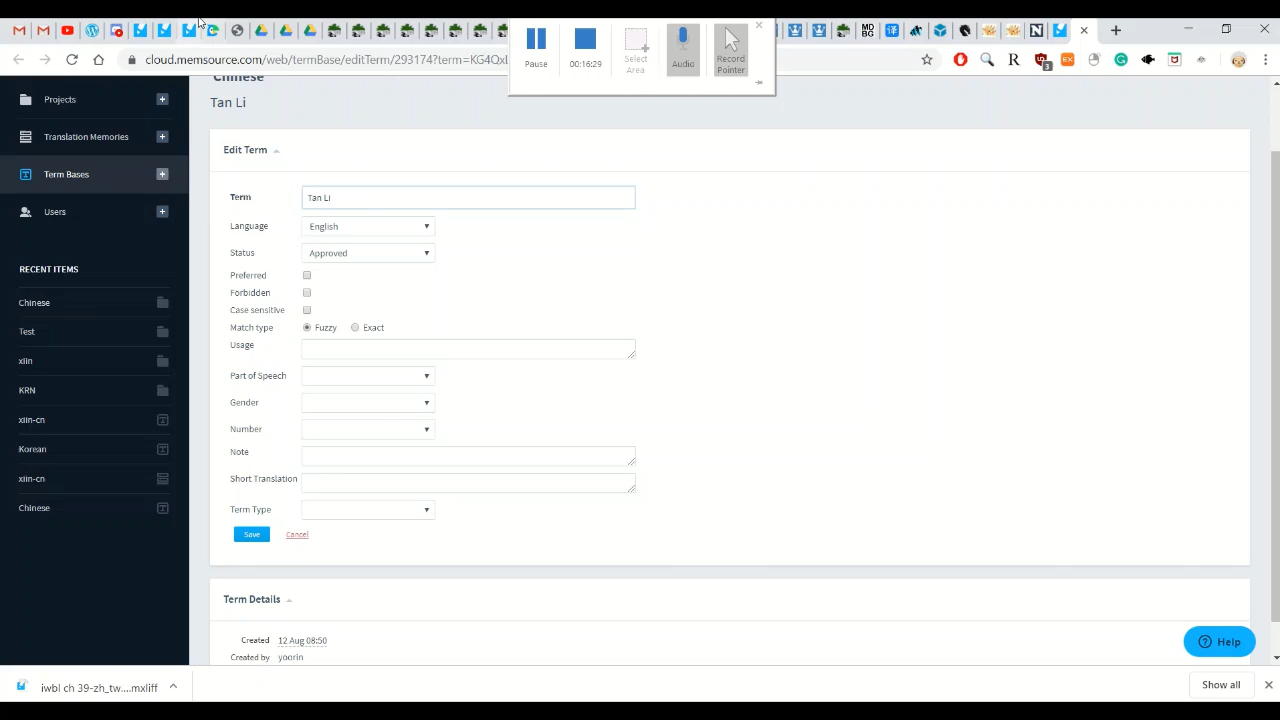 Pause
00:16:29
Select
Area
Audio
Record
Pointer
cloud.memsource.com/web/termBase/editTerm/293174?term=KG4QxL
Chinese
Tan Li
Projects
Translation Memories
Term Bases
Users
RECENT ITEMS
Chinese
Test
xlin
KRN
xlin-cn
Korean
xlin-cn
Chinese
Edit Term
Term Tan Li
Language English
Status Approved
Preferred
Forbidden
Case sensitive
Match type Fuzzy Exact
Usage
Part of Speech
Gender
Number
Note
Short Translation
Term Type
Save Cancel
Term Details
Created 12 Aug 08:50
Created by yoorin
Help
iwbl ch 39-zh_tw....mxliff
Show all